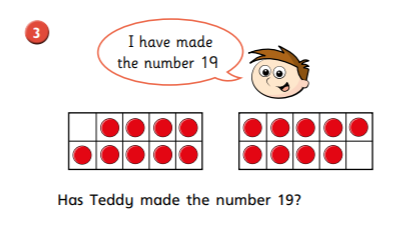 3
I have made
the number 19
Has Teddy made the number 19?